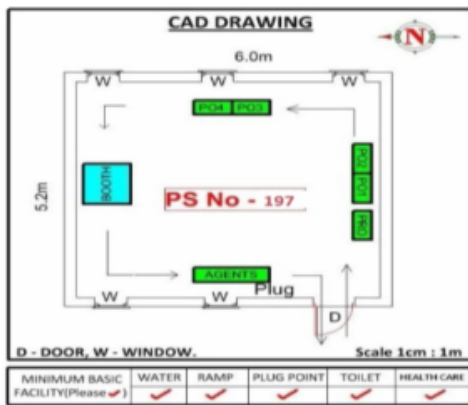 CAD DRAWING
N
6.0m
W W W
PO4 PO3
5.2m
BOOTH
PO2
PO1
PRO
PS No - 197
AGENTS
Plug
W W
D
D - DOOR, W - WINDOW.
Scale 1cm : 1m
MINIMUM BASIC FACILITY(Please ✓)
WATER
RAMP
PLUG POINT
TOILET
HEALTH CARE
✓ ✓ ✓ ✓ ✓